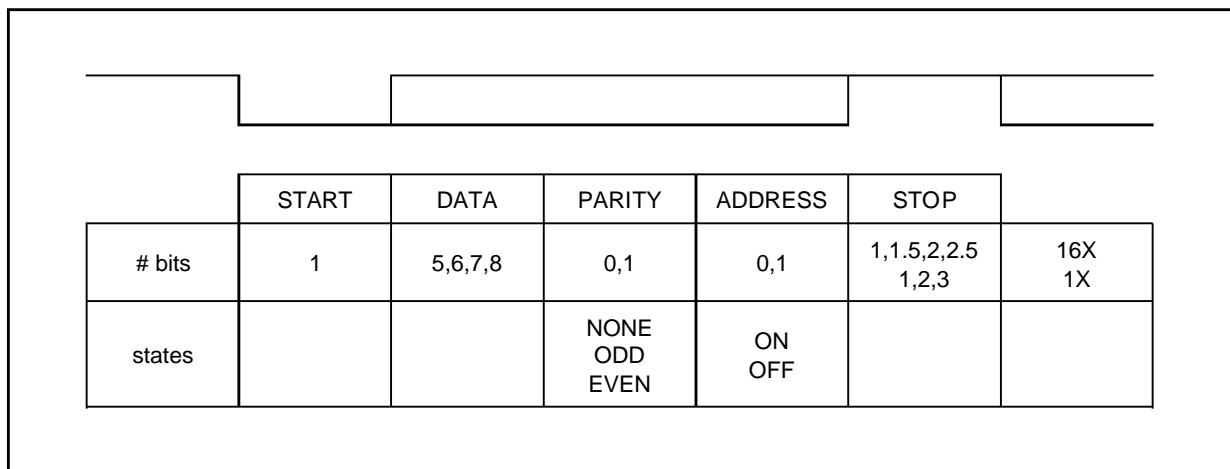 START DATA PARITY ADDRESS STOP
# bits 1 5,6,7,8 0,1 0,1 1,1.5,2,2.5 16X
1,2,3 1X
states NONE ON
ODD OFF
EVEN